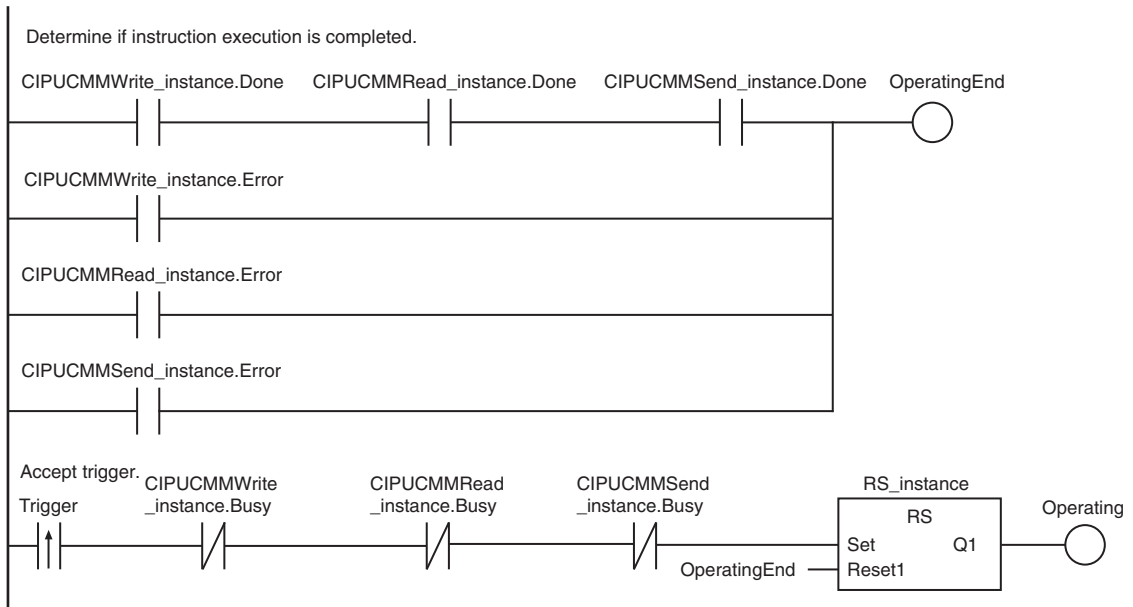 Determine if instruction execution is completed.
CIPUCMMWrite_instance.Done CIPUCMMRead_instance.Done CIPUCMMSend_instance.Done OperatingEnd
CIPUCMMWrite_instance.Error
CIPUCMMRead_instance.Error
CIPUCMMSend_instance.Error
Accept trigger.
Trigger
CIPUCMMWrite
_instance.Busy
CIPUCMMRead
_instance.Busy
CIPUCMMSend
_instance.Busy
RS_instance
RS
Set Q1
OperatingEnd
Reset1
Operating